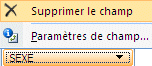 Supprimer le champ
Paramètres de champ...
SEXE